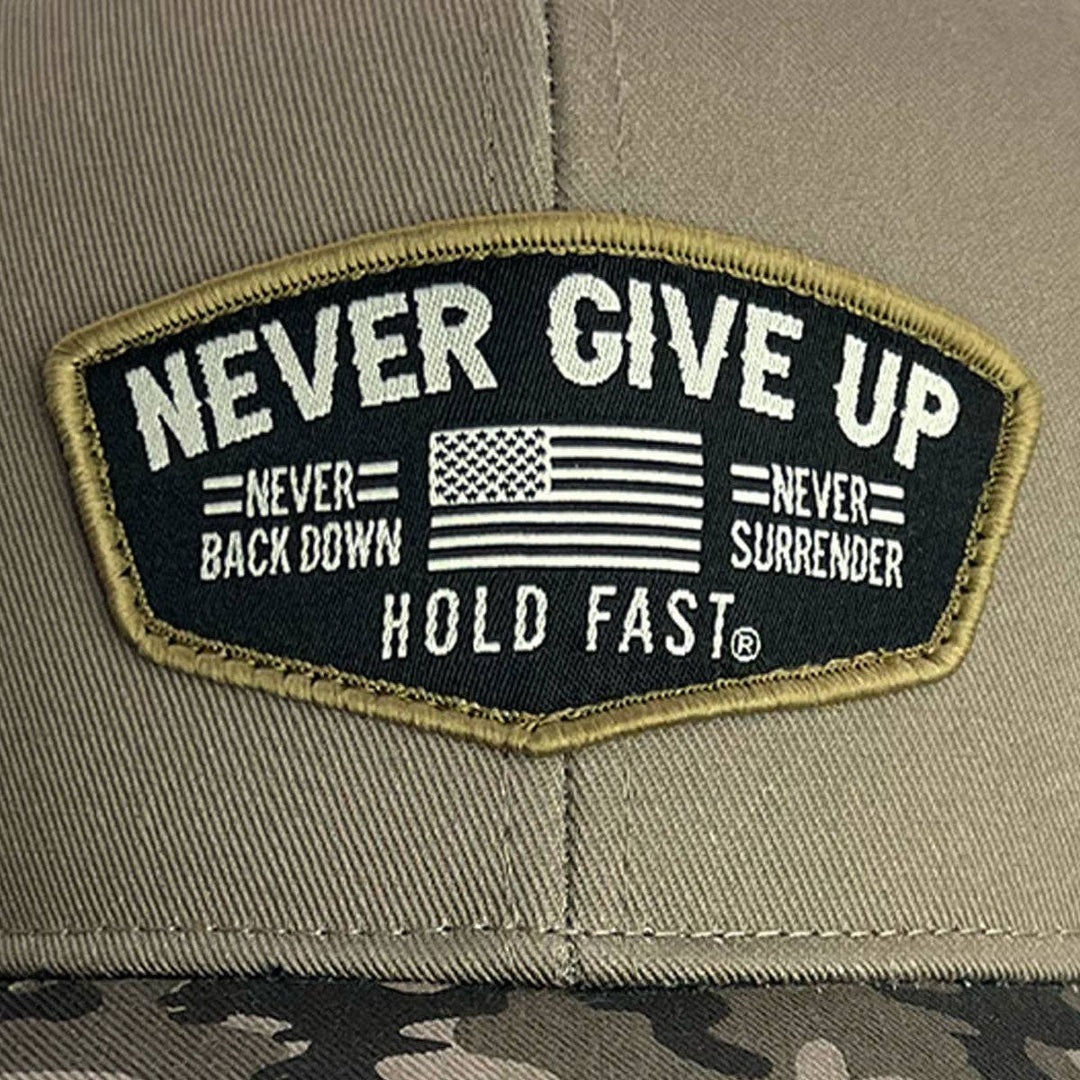 NEVER GIVE UP
NEVER
BACK DOWN
NEVER
SURRENDER
HOLD FAST®